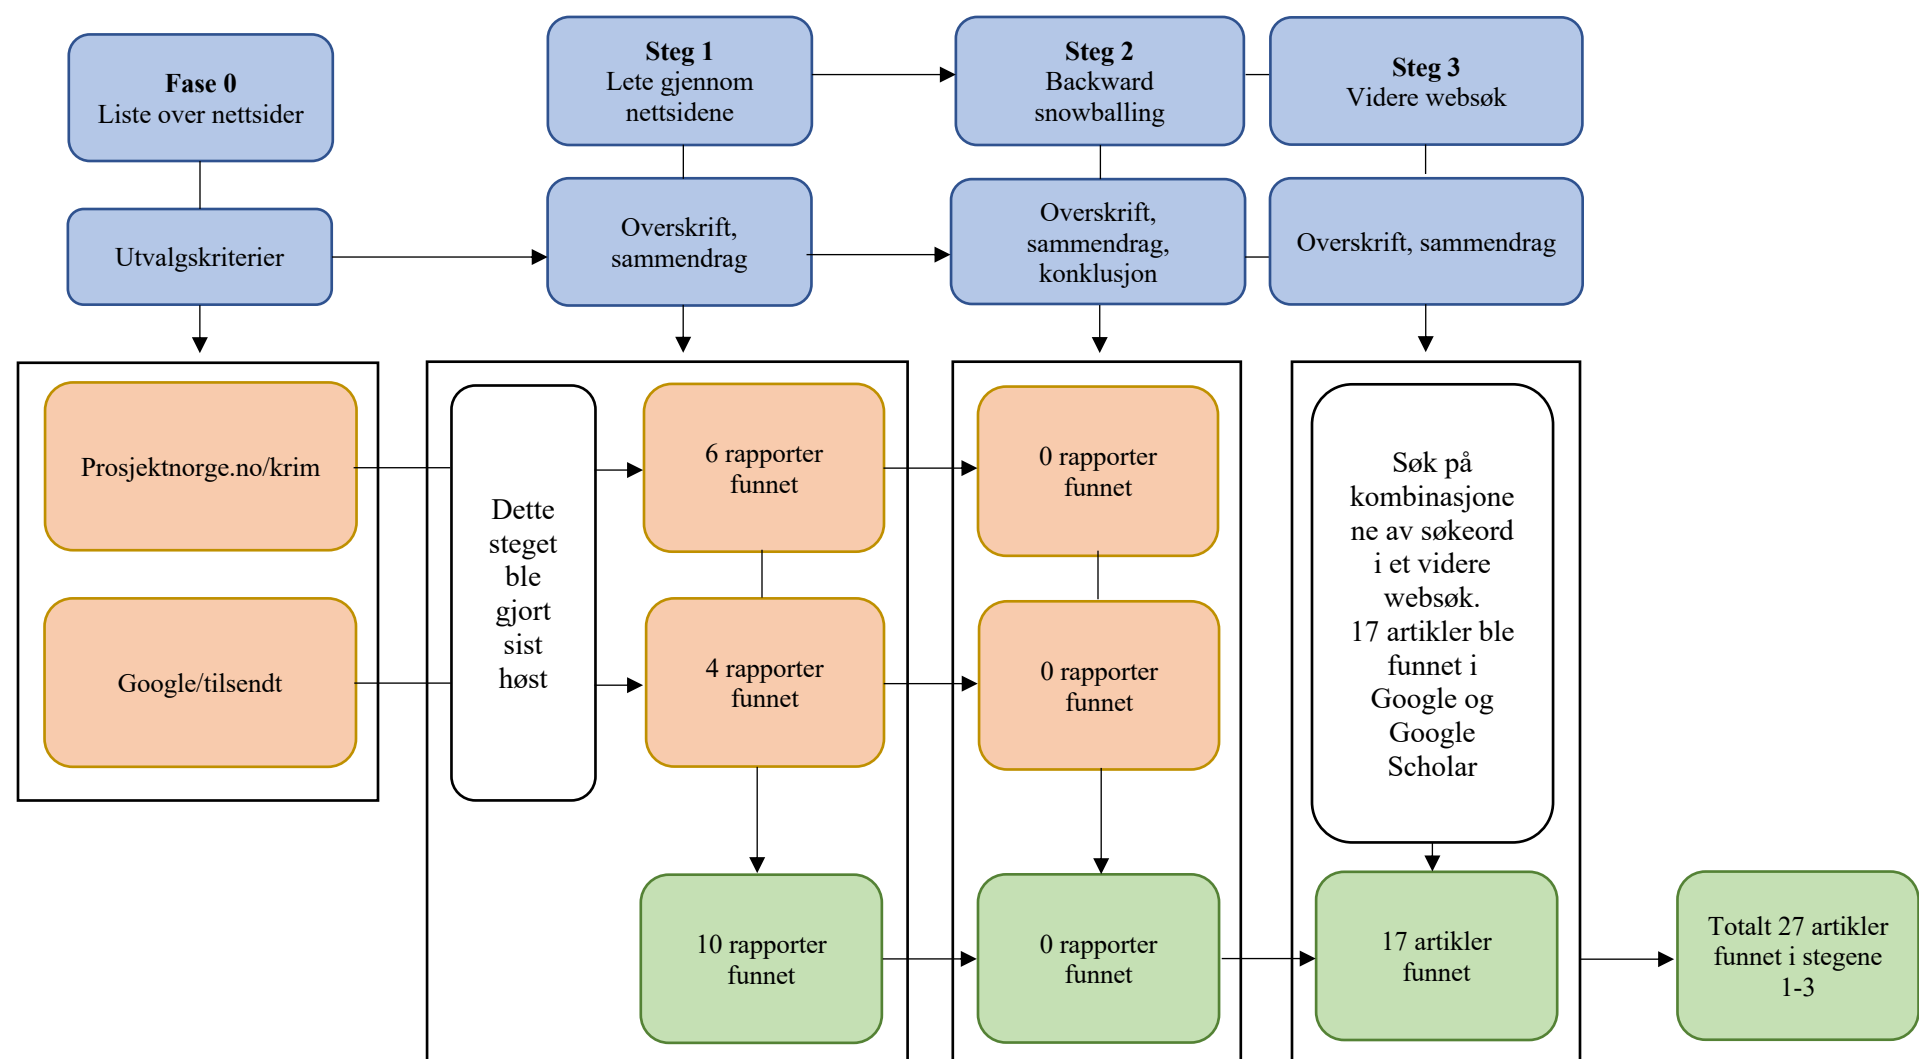 Fase 0
Liste over nettsider
Steg 1
Lete gjennom
nettsidene
Steg 2
Backward
snowballing
Steg 3
Videre websøk
Utvalgskriterier
Overskrift,
sammendrag
Overskrift,
sammendrag,
konklusjon
Overskrift, sammendrag
Prosjektnorge.no/krim
Google/tilsendt
Dette
steget
ble
gjort
sist
høst
6 rapporter
funnet
4 rapporter
funnet
10 rapporter
funnet
0 rapporter
funnet
0 rapporter
funnet
0 rapporter
funnet
Søk på
kombinasjone
ne av søkeord
i et videre
websøk.
17 artikler ble
funnet i
Google og
Google
Scholar
17 artikler
funnet
Totalt 27 artikler
funnet i stegene
1-3